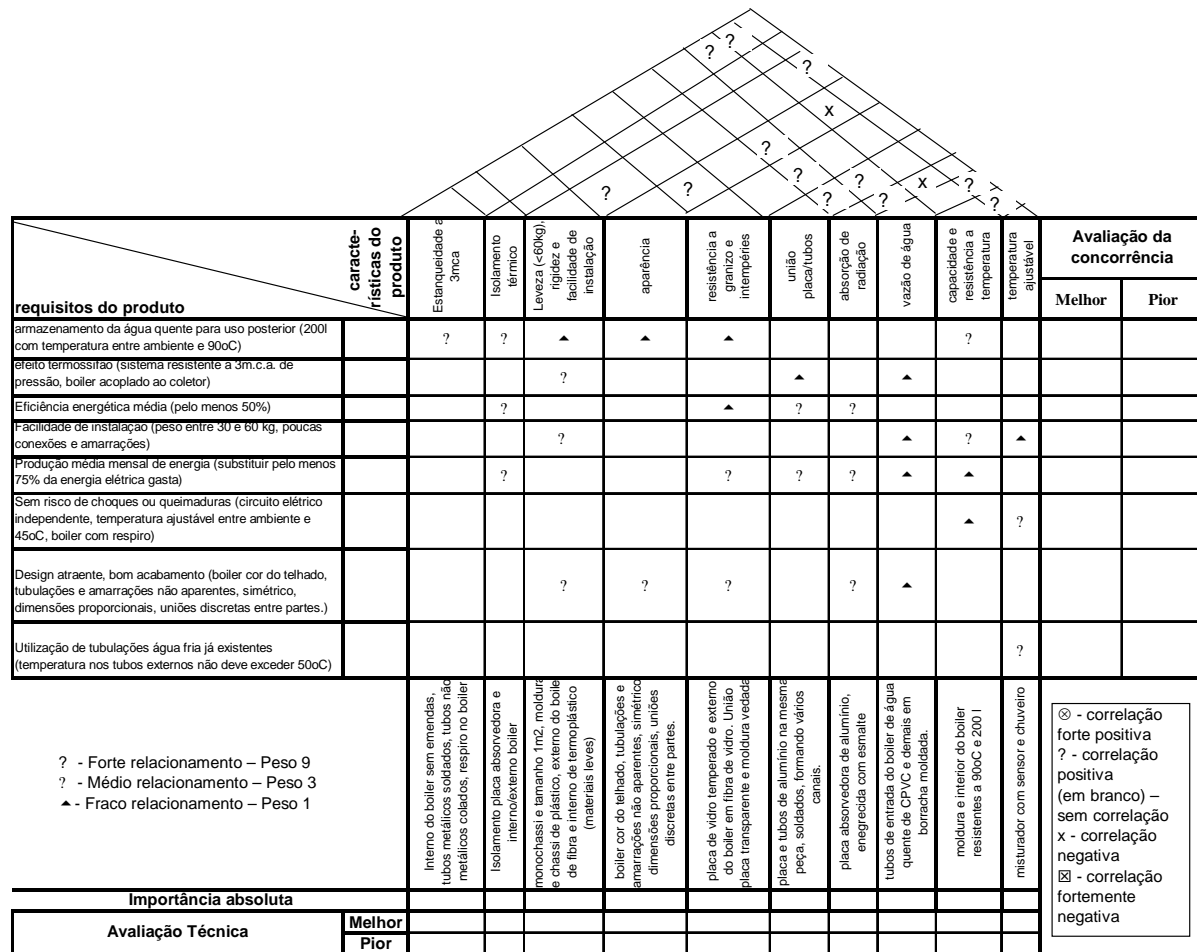 ? ?
? ?
x
?
? ? ? x ?
? ? ? ? ?
requisitos do produto
caracte-
rísticas do
produto
Estanqueidade a
3mca
Isolamento
térmico
Leveza (<60kg),
rigidez e
facilidade de
instalação
aparência
resistência a
granizo e
intempéries
união
placa/tubos
absorção de
radiação
vazão de água
capacidade e
resistência a
temperatura
temperatura
ajustável
Avaliação da
concorrência
Melhor Pior
armazenamento da água quente para uso posterior (200l
com temperatura entre ambiente e 90oC)
? ? ▲ ▲ ▲ ?
efeito termossifão (sistema resistente a 3m.c.a. de
pressão, boiler acoplado ao coletor)
? ▲ ▲
Eficiência energética média (pelo menos 50%)
? ▲ ? ?
Facilidade de instalação (peso entre 30 e 60 kg, poucas
conexões e amarrações)
? ▲ ? ▲
Produção média mensal de energia (substituir pelo menos
75% da energia elétrica gasta)
? ? ? ? ▲ ▲
Sem risco de choques ou queimaduras (circuito elétrico
independente, temperatura ajustável entre ambiente e
45oC, boiler com respiro)
▲ ?
Design atraente, bom acabamento (boiler cor do telhado,
tubulações e amarrações não aparentes, simétrico,
dimensões proporcionais, uniões discretas entre partes.)
? ? ? ? ▲
Utilização de tubulações água fria já existentes
(temperatura nos tubos externos não deve exceder 50oC)
?
? - Forte relacionamento – Peso 9
? - Médio relacionamento – Peso 3
▲ - Fraco relacionamento – Peso 1
Interno do boiler sem emendas,
tubos metálicos soldados, tubos não
metálicos colados, respiro no boiler
Isolamento placa absorvedora e
interno/externo boiler
monochassi e tamanho 1m2, moldura
e chassi de plástico, externo do boiler
de fibra e interno de termoplástico
(materiais leves)
boiler cor do telhado, tubulações e
amarrações não aparentes, simétrico,
dimensões proporcionais, uniões
discretas entre partes.
placa de vidro temperado e externo
do boiler em fibra de vidro. União
placa transparente e moldura vedada
placa e tubos de alumínio na mesma
peça, soldados, formando vários
canais.
placa absorvedora de alumínio,
enegrecida com esmalte
tubos de entrada do boiler de água
quente de CPVC e demais em
borracha moldada.
moldura e interior do boiler
resistentes a 90oC e 200 l
misturador com sensor e chuveiro
⊗ - correlação
forte positiva
? - correlação
positiva
(em branco) –
sem correlação
x - correlação
negativa
☒ - correlação
fortemente
negativa
Importância absoluta
Avaliação Técnica
Melhor
Pior